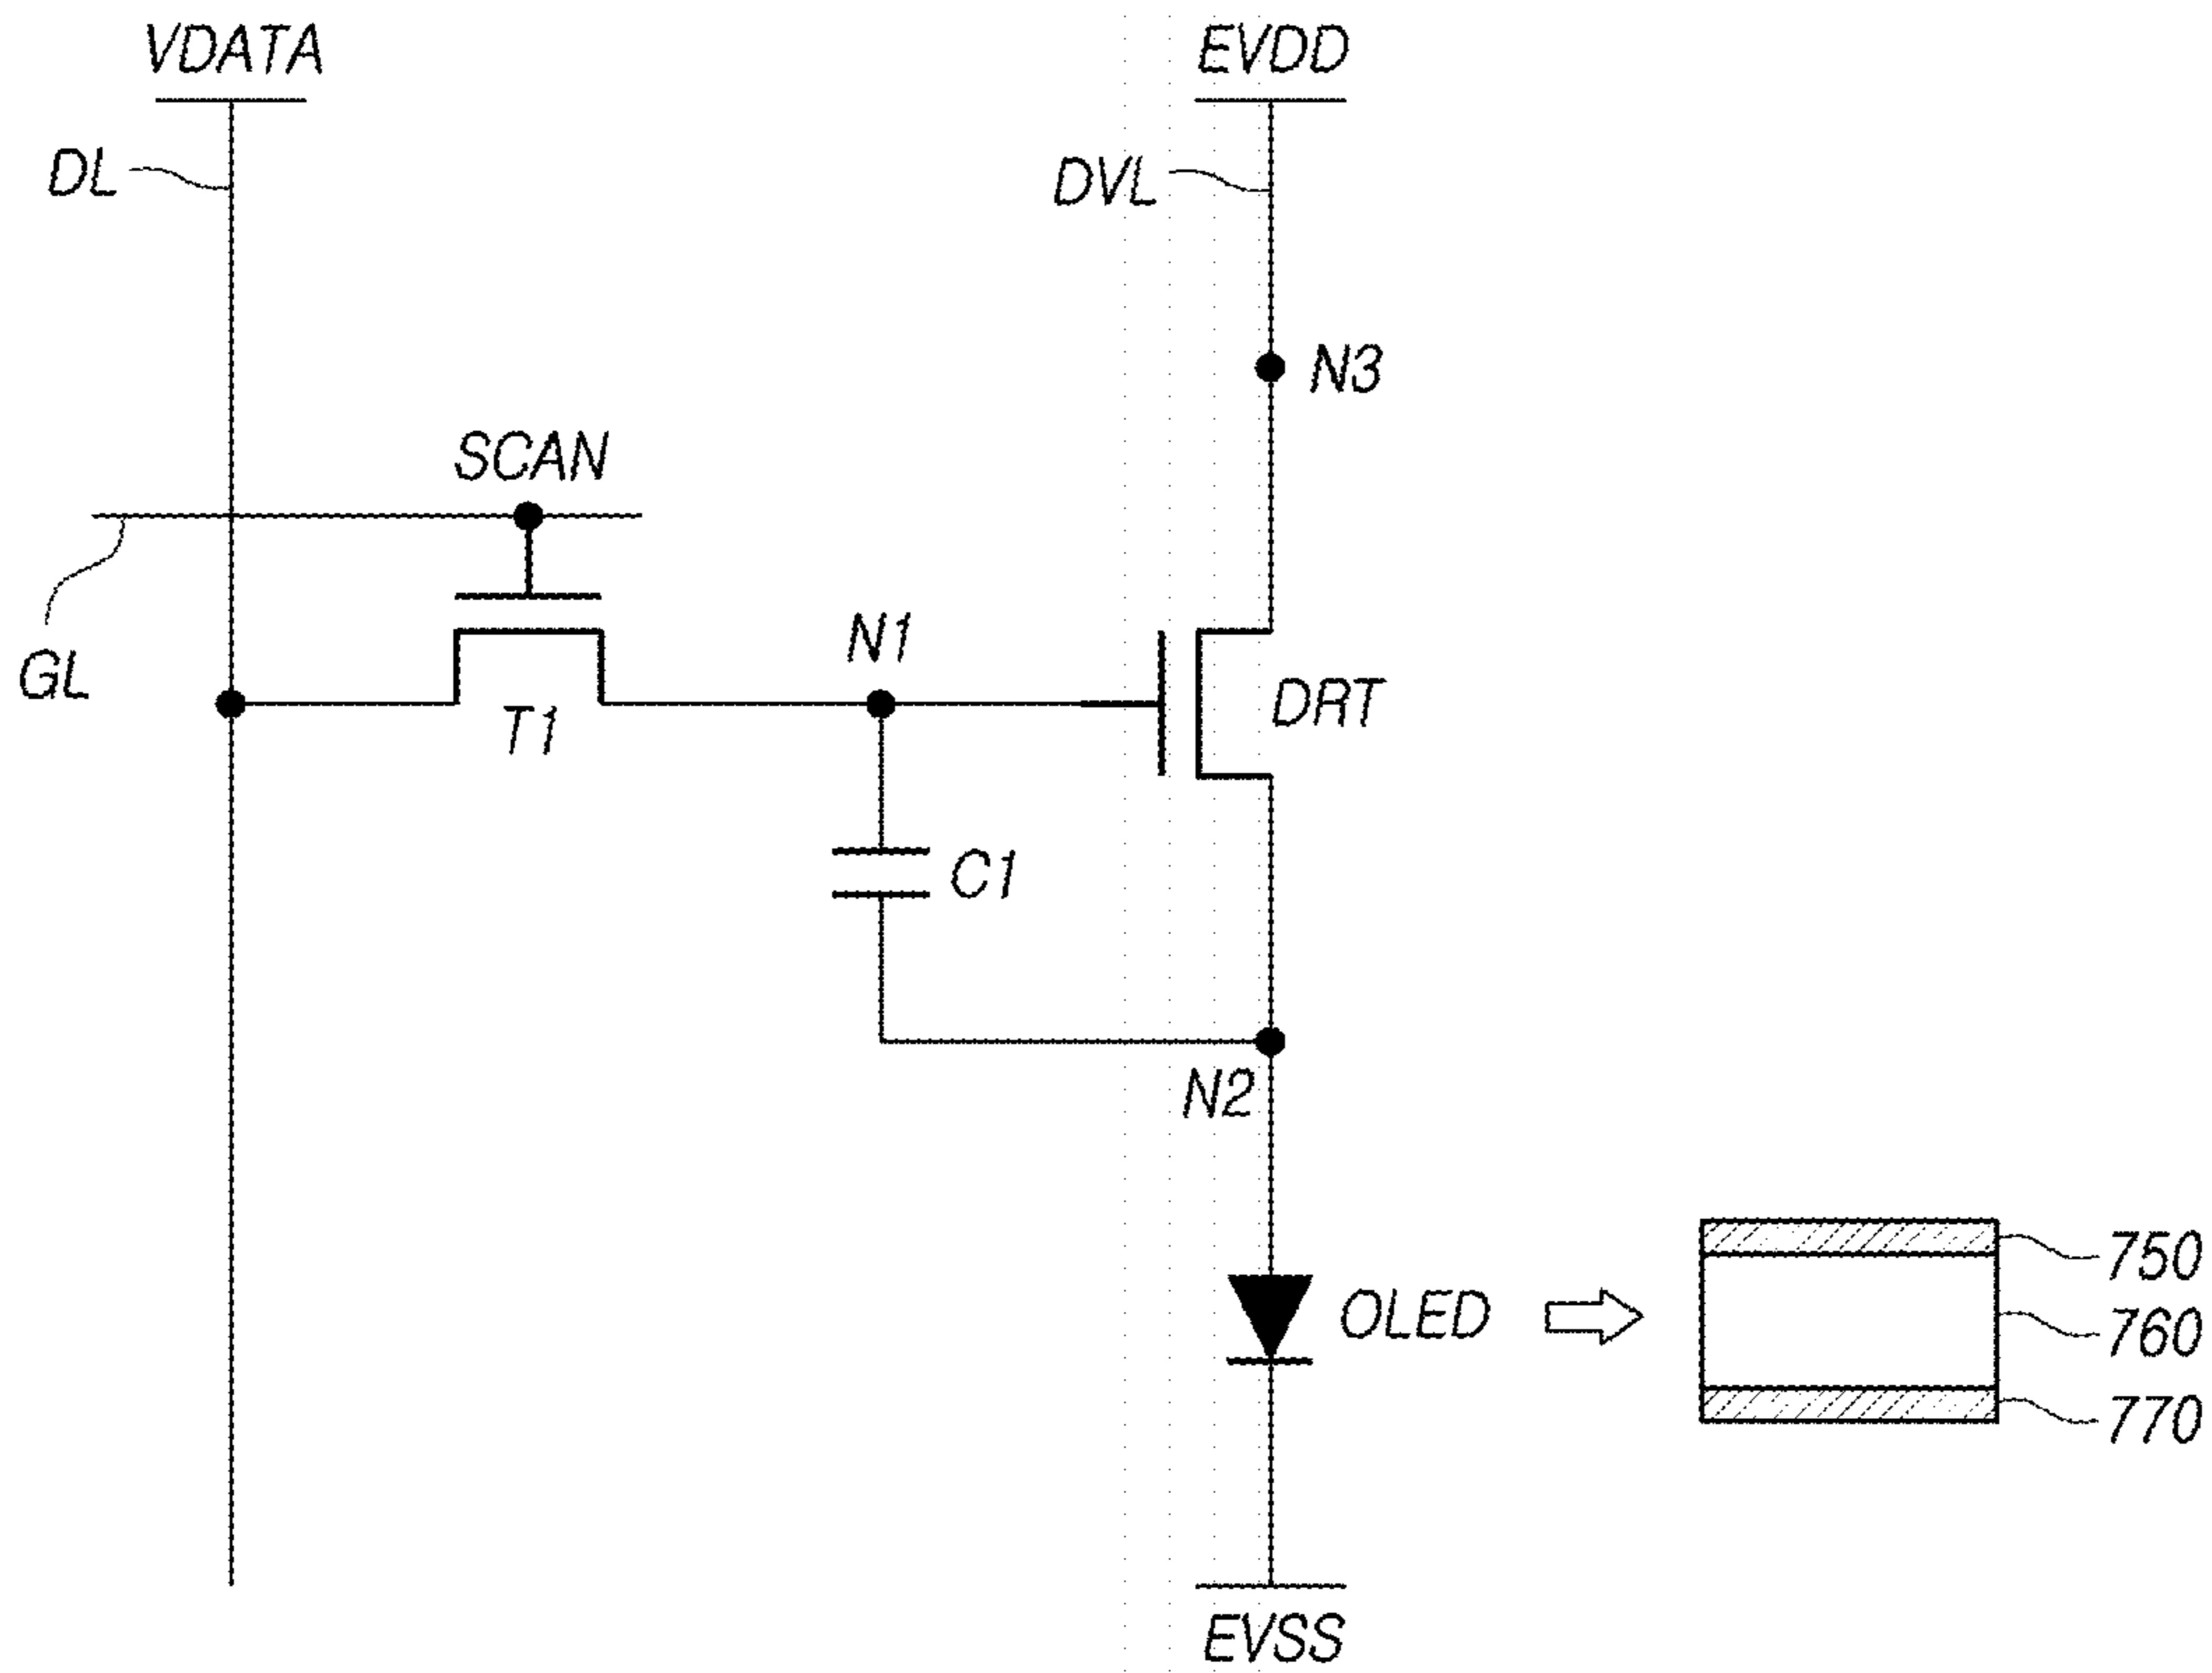 VDATA
EVDD
DL
DVL
N3
SCAN
N1
GL
DRT
T1
C1
N2
750
OLED
760
770
EVSS